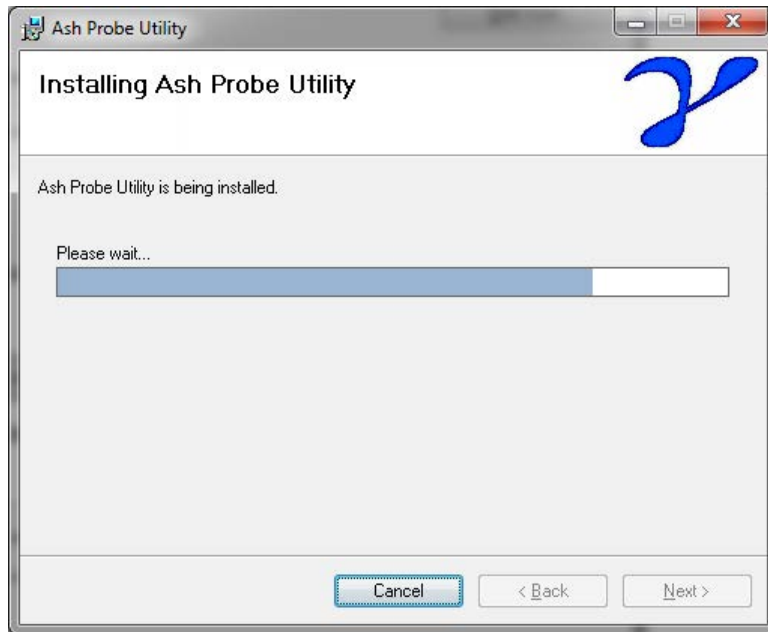 Ash Probe Utility
Installing Ash Probe Utility
Ash Probe Utility is being installed.
Please wait...
Cancel
< Back
Next >